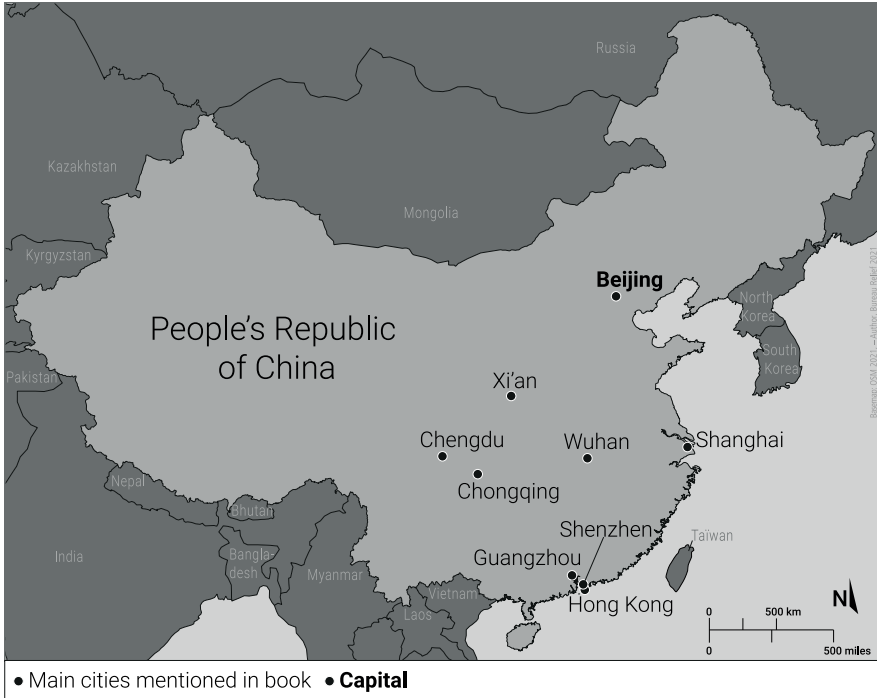 Russia
Kazakhstan
Mongolia
Kyrgyzstan
Beijing
North
Korea
People’s Republic
of China
South
Korea
Pakistan
Xi’an
Chengdu
Wuhan
Shanghai
Chongqing
Nepal
Bhutan
Shenzhen
Taïwan
India
Bangla-
desh
Myanmar
Guangzhou
Vietnam
Laos
Hong Kong
N
0 500 km
0 500 miles
Basemap: OSM 2021. – Author: Bureau Relief 2021
• Main cities mentioned in book • Capital